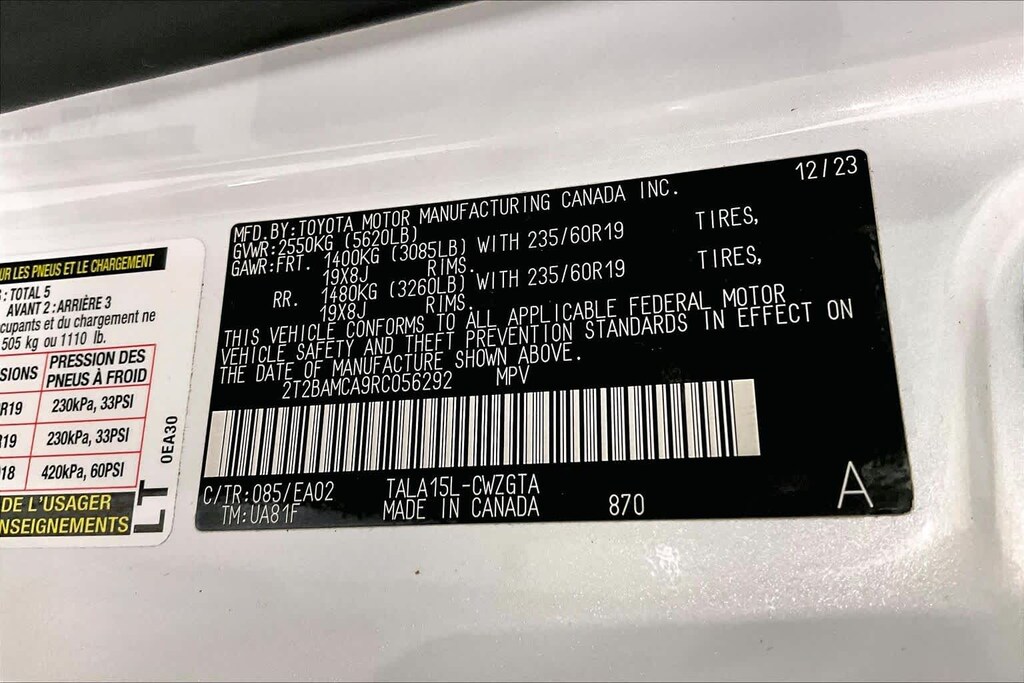 UR LES PNEUS ET LE CHARGEMENT
: TOTAL 5
AVANT 2 : ARRIÈRE 3
cupants et du chargement ne
505 kg ou 1110 lb.
SIONS PRESSION DES PNEUS À FROID
R19 230kPa, 33PSI
R19 230kPa, 33PSI
18 420kPa, 60PSI
DE L'USAGER
NSEIGNEMENTS
0EA30
LT
12/23
MFD.BY:TOYOTA MOTOR MANUFACTURING CANADA INC.
GVWR:2550KG (5620LB)
GAWR:FRT. 1400KG (3085LB) WITH 235/60R19 TIRES,
19X8J RIMS.
RR. 1480KG (3260LB) WITH 235/60R19 TIRES,
19X8J RIMS.
THIS VEHICLE CONFORMS TO ALL APPLICABLE FEDERAL MOTOR
VEHICLE SAFETY AND THEFT PREVENTION STANDARDS IN EFFECT ON
THE DATE OF MANUFACTURE SHOWN ABOVE.
2T2BAMCA9RC056292 MPV
C/TR:085/EA02 TALA15L-CWZGTA
TM:UA81F MADE IN CANADA 870
A